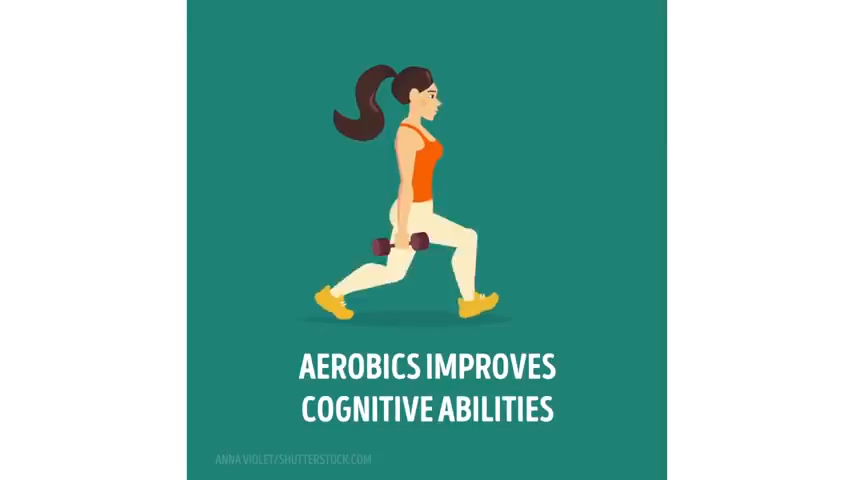 AEROBICS IMPROVES
COGNITIVE ABILITIES
ANNA VIOLET/SHUTTERSTOCK.COM